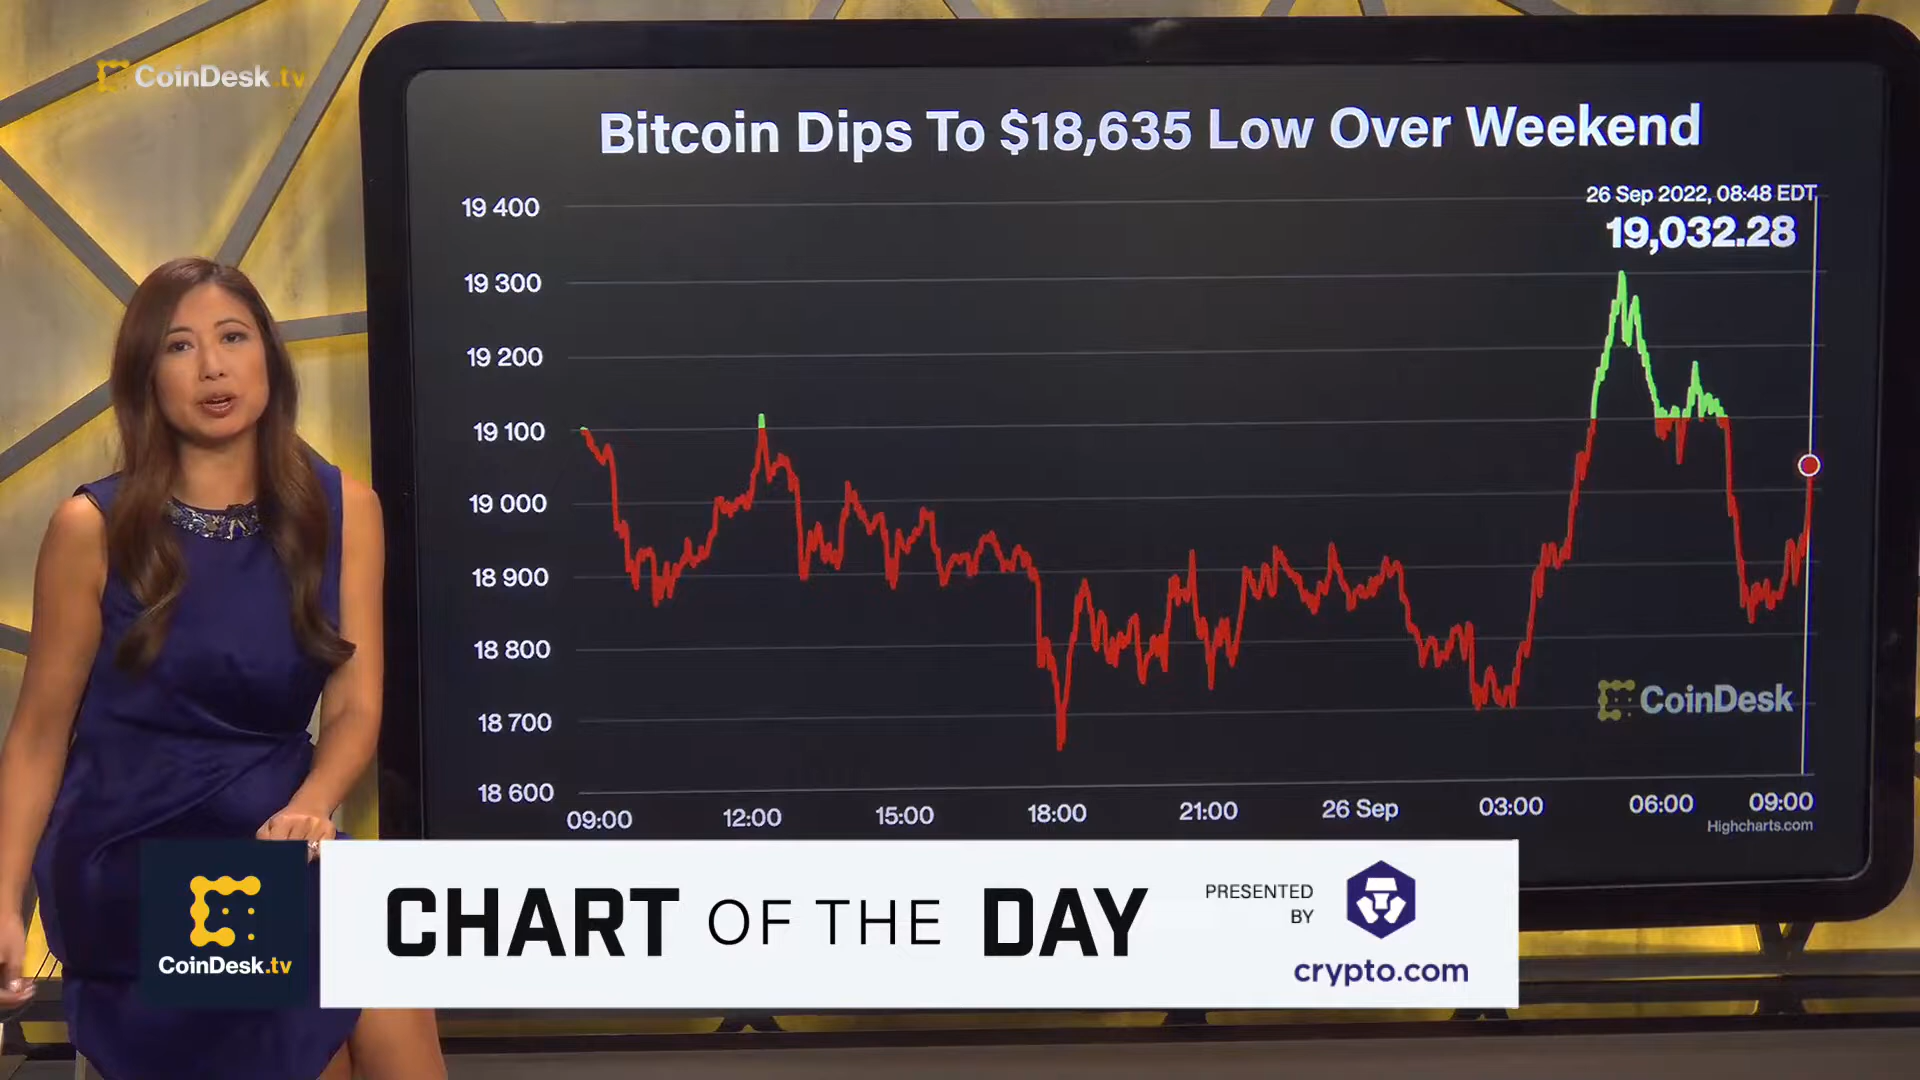 CoinDesk.tv
Bitcoin Dips To $18,635 Low Over Weekend
26 Sep 2022, 08:48 EDT
19,032.28
19 400
19 300
19 200
19 100
19 000
18 900
18 800
18 700
18 600
CoinDesk
09:00 12:00 15:00 18:00 21:00 26 Sep 03:00 06:00 09:00
Highcharts.com
CoinDesk.tv
CHART OF THE DAY
PRESENTED
BY
crypto.com